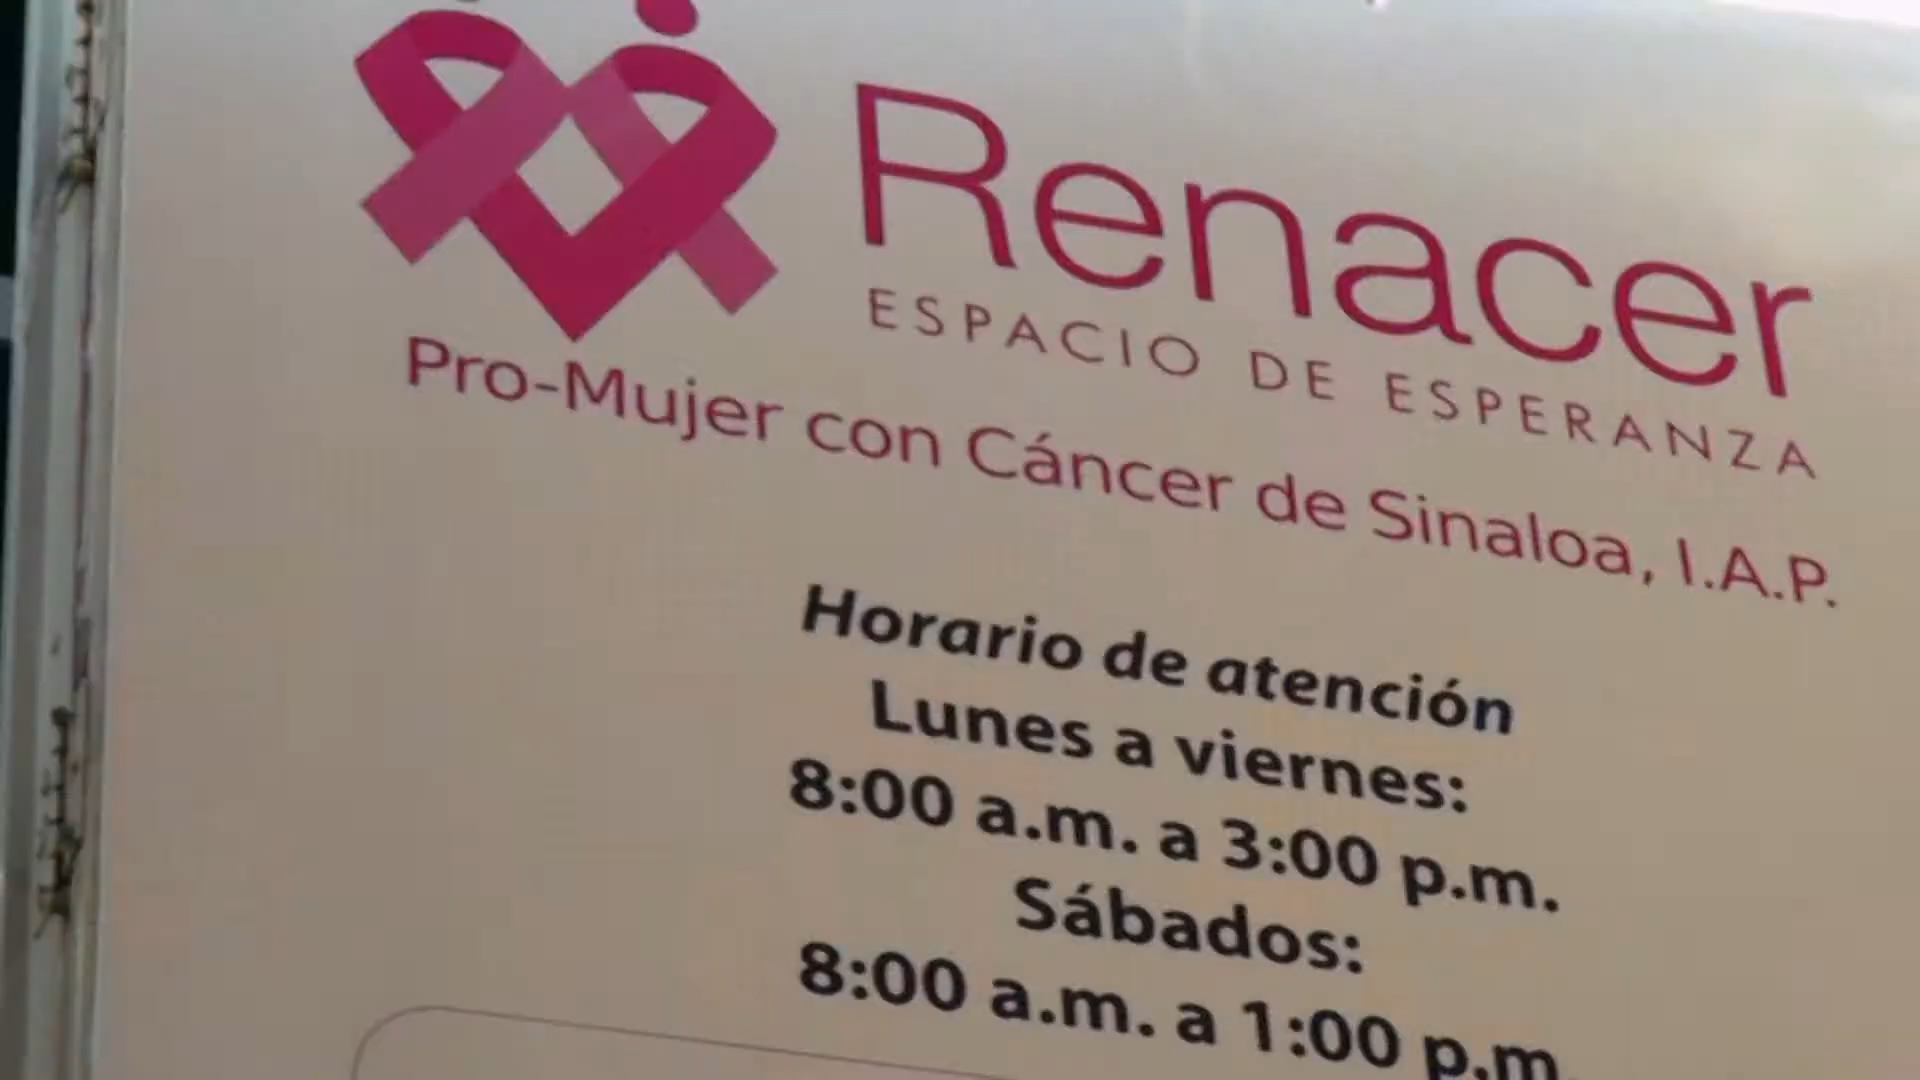 Renacer
ESPACIO DE ESPERANZA
Pro-Mujer con Cáncer de Sinaloa, I.A.P.
Horario de atención
Lunes a viernes:
8:00 a.m. a 3:00 p.m.
Sábados:
8:00 a.m. a 1:00 p.m.